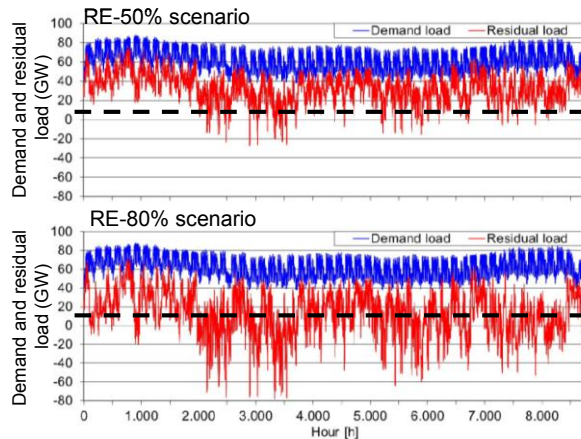 RE-50% scenario
Demand and residual
load (GW)
100
80
60
40
20
0
-20
-40
-60
-80
Demand load
Residual load
RE-80% scenario
Demand and residual
load (GW)
100
80
60
40
20
0
-20
-40
-60
-80
Demand load
Residual load
0 1.000 2.000 3.000 4.000 5.000 6.000 7.000 8.000
Hour [h]